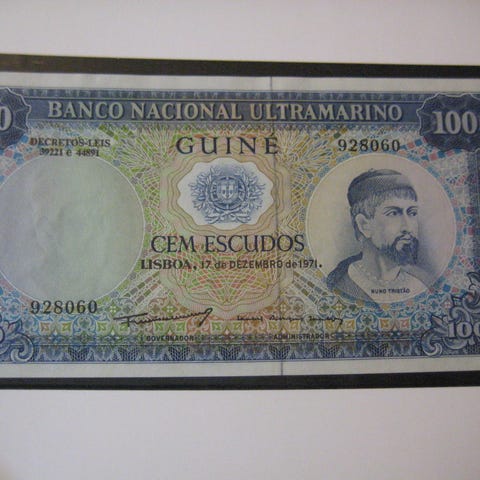 0 BANCO NACIONAL ULTRAMARINO 100
DECRETOS-LEIS
39221 e 44891
GUINÉ
928060
CEM ESCUDOS
LISBOA, 17 de DEZEMBRO de 1971.
NUNO TRISTÃO
928060
GOVERNADOR
ADMINISTRADOR
100
100